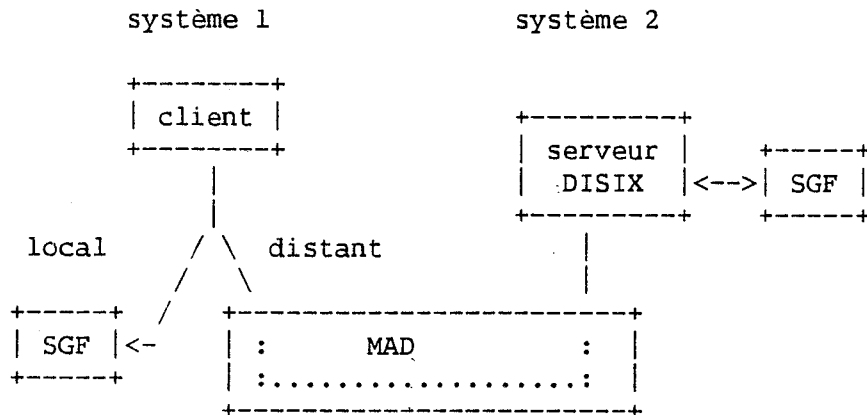 système 1 système 2
client
serveur
DISIX <--> SGF
local distant
SGF <- : MAD :
:...................: